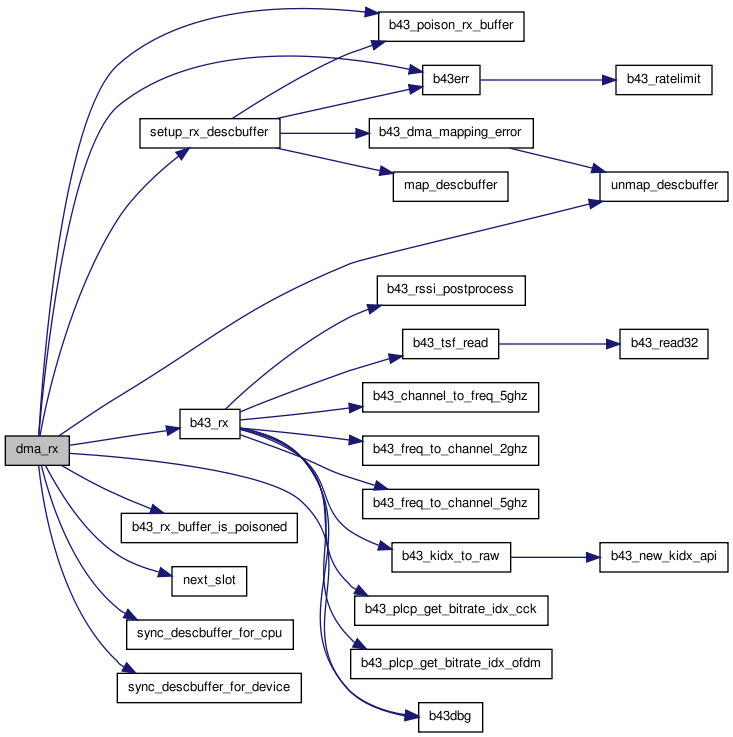 b43_poison_rx_buffer
b43err
b43_ratelimit
setup_rx_descbuffer
b43_dma_mapping_error
map_descbuffer
unmap_descbuffer
b43_rssi_postprocess
b43_tsf_read
b43_read32
b43_channel_to_freq_5ghz
b43_rx
dma_rx
b43_freq_to_channel_2ghz
b43_freq_to_channel_5ghz
b43_rx_buffer_is_poisoned
b43_kidx_to_raw
b43_new_kidx_api
next_slot
b43_plcp_get_bitrate_idx_cck
sync_descbuffer_for_cpu
b43_plcp_get_bitrate_idx_ofdm
sync_descbuffer_for_device
b43dbg